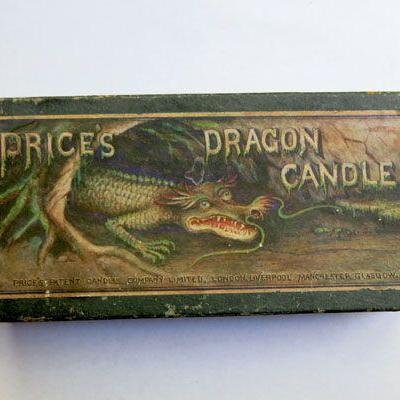 PRICE'S DRAGON
CANDLE
PRICE'S PATENT CANDLE COMPANY LIMITED, LONDON, LIVERPOOL, MANCHESTER, GLASGOW.